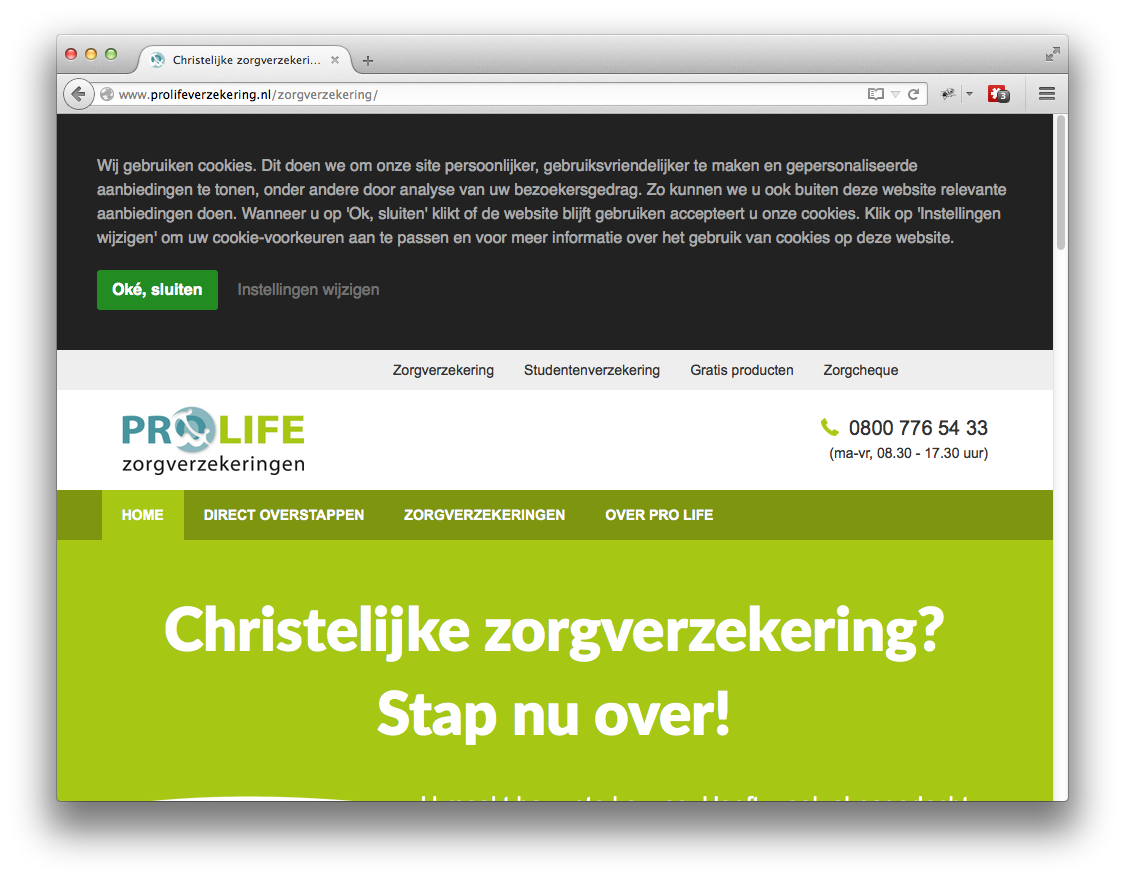 Christelijke zorgverzekeri...
www.prolifeverzekering.nl/zorgverzekering/
3
Wij gebruiken cookies. Dit doen we om onze site persoonlijker, gebruiksvriendelijker te maken en gepersonaliseerde
aanbiedingen te tonen, onder andere door analyse van uw bezoekersgedrag. Zo kunnen we u ook buiten deze website relevante
aanbiedingen doen. Wanneer u op 'Ok, sluiten' klikt of de website blijft gebruiken accepteert u onze cookies. Klik op 'Instellingen
wijzigen' om uw cookie-voorkeuren aan te passen en voor meer informatie over het gebruik van cookies op deze website.
Oké, sluiten Instellingen wijzigen
Zorgverzekering Studentenverzekering Gratis producten Zorgcheque
PRO LIFE
zorgverzekeringen
0800 776 54 33
(ma-vr, 08.30 - 17.30 uur)
HOME DIRECT OVERSTAPPEN ZORGVERZEKERINGEN OVER PRO LIFE
Christelijke zorgverzekering?
Stap nu over!